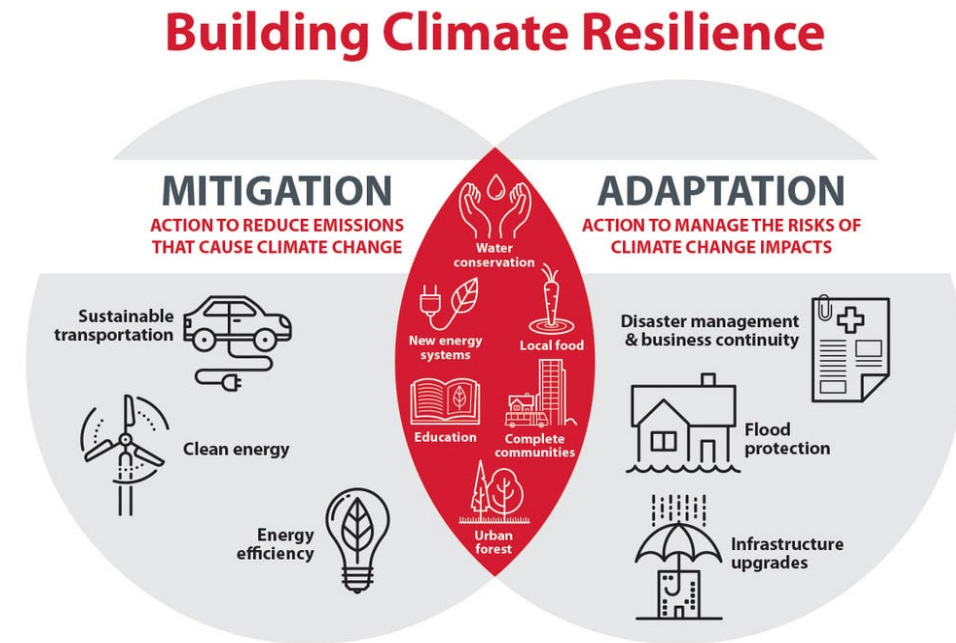 Building Climate Resilience
MITIGATION
ACTION TO REDUCE EMISSIONS
THAT CAUSE CLIMATE CHANGE
Sustainable
transportation
Clean energy
Energy
efficiency
Water
conservation
New energy
systems
Local food
Education
Complete
communities
Urban
forest
ADAPTATION
ACTION TO MANAGE THE RISKS OF
CLIMATE CHANGE IMPACTS
Disaster management
& business continuity
Flood
protection
Infrastructure
upgrades